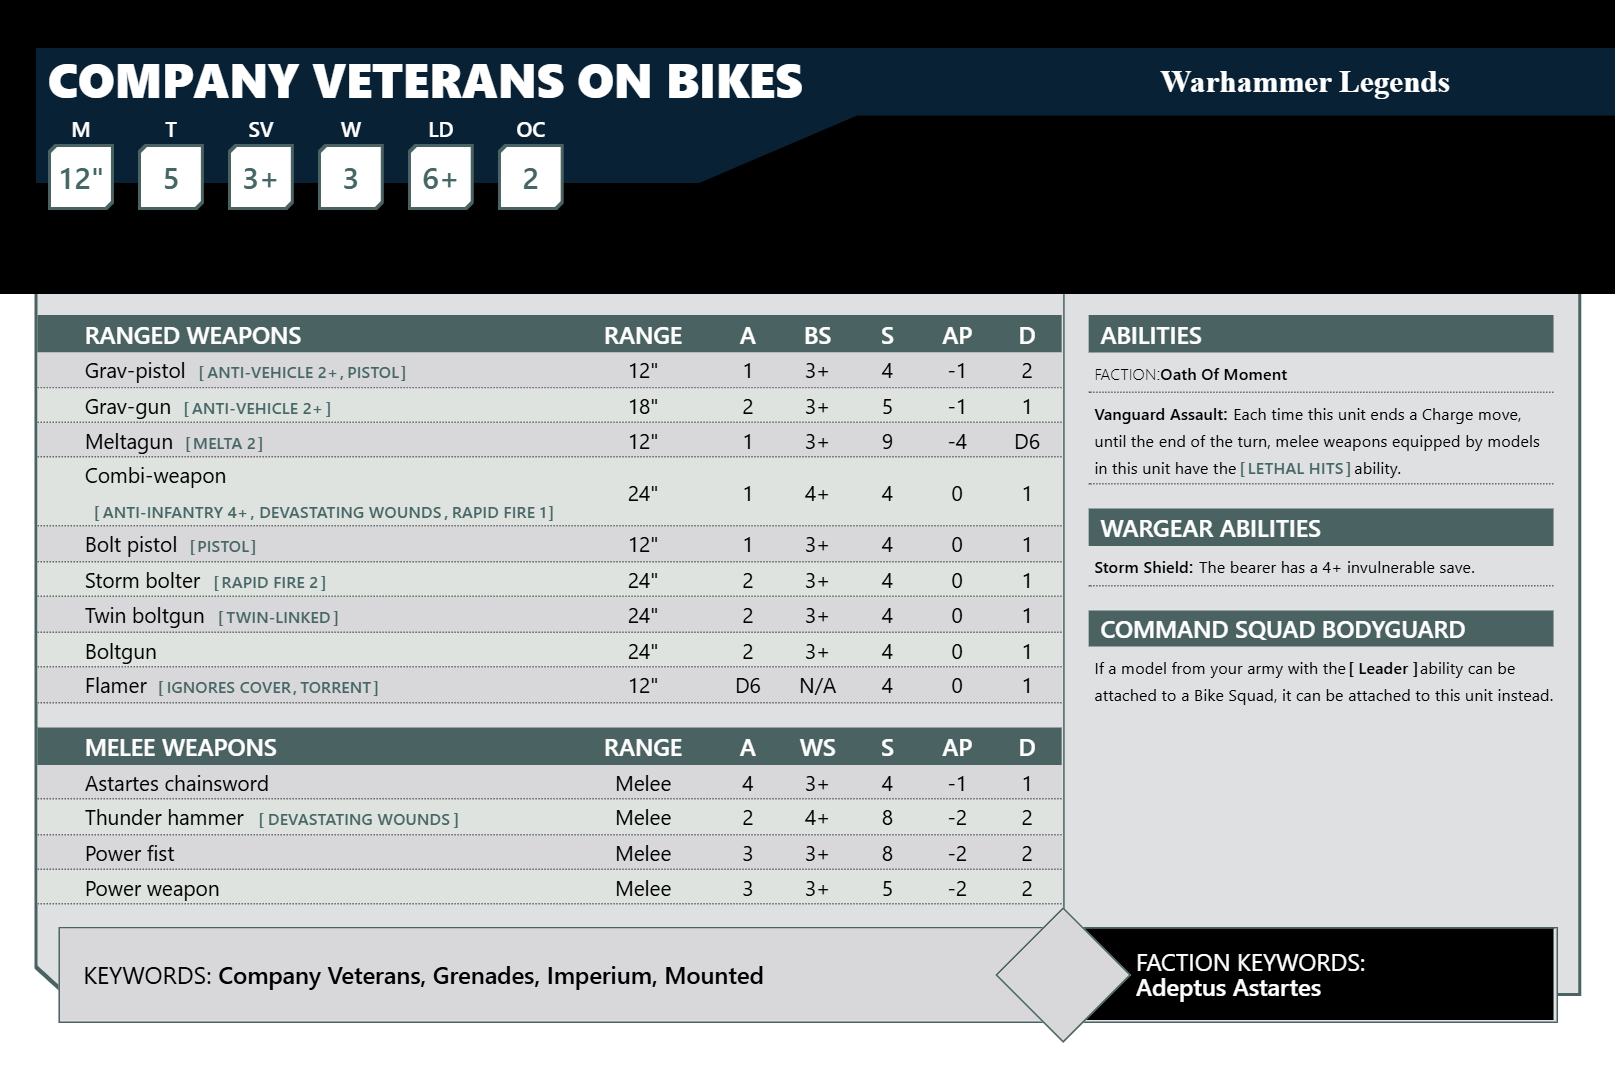 COMPANY VETERANS ON BIKES
Warhammer Legends
M T SV W LD OC
12" 5 3+ 3 6+ 2
RANGED WEAPONS RANGE A BS S AP D
Grav-pistol [ANTI-VEHICLE 2+, PISTOL] 12" 1 3+ 4 -1 2
Grav-gun [ANTI-VEHICLE 2+] 18" 2 3+ 5 -1 1
Meltagun [MELTA 2] 12" 1 3+ 9 -4 D6
Combi-weapon
[ANTI-INFANTRY 4+, DEVASTATING WOUNDS, RAPID FIRE 1] 24" 1 4+ 4 0 1
Bolt pistol [PISTOL] 12" 1 3+ 4 0 1
Storm bolter [RAPID FIRE 2] 24" 2 3+ 4 0 1
Twin boltgun [TWIN-LINKED] 24" 2 3+ 4 0 1
Boltgun 24" 2 3+ 4 0 1
Flamer [IGNORES COVER, TORRENT] 12" D6 N/A 4 0 1
MELEE WEAPONS RANGE A WS S AP D
Astartes chainsword Melee 4 3+ 4 -1 1
Thunder hammer [DEVASTATING WOUNDS] Melee 2 4+ 8 -2 2
Power fist Melee 3 3+ 8 -2 2
Power weapon Melee 3 3+ 5 -2 2
ABILITIES
FACTION:Oath Of Moment
Vanguard Assault: Each time this unit ends a Charge move,
until the end of the turn, melee weapons equipped by models
in this unit have the [LETHAL HITS] ability.
WARGEAR ABILITIES
Storm Shield: The bearer has a 4+ invulnerable save.
COMMAND SQUAD BODYGUARD
If a model from your army with the [ Leader ] ability can be
attached to a Bike Squad, it can be attached to this unit instead.
KEYWORDS: Company Veterans, Grenades, Imperium, Mounted
FACTION KEYWORDS:
Adeptus Astartes